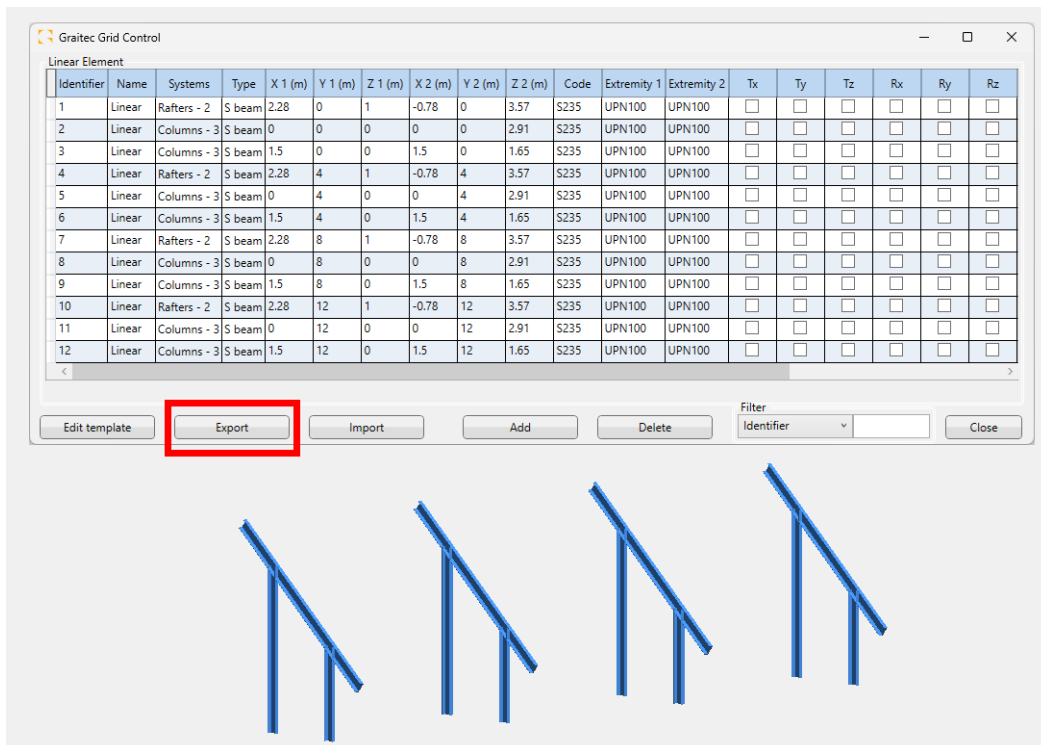 Graitec Grid Control
Linear Element
Identifier Name Systems Type X 1 (m) Y 1 (m) Z 1 (m) X 2 (m) Y 2 (m) Z 2 (m) Code Extremity 1 Extremity 2 Tx Ty Tz Rx Ry Rz
1 Linear Rafters - 2 S beam 2.28 0 1 -0.78 0 3.57 S235 UPN100 UPN100
2 Linear Columns - 3 S beam 0 0 0 0 0 2.91 S235 UPN100 UPN100
3 Linear Columns - 3 S beam 1.5 0 0 1.5 0 1.65 S235 UPN100 UPN100
4 Linear Rafters - 2 S beam 2.28 4 1 -0.78 4 3.57 S235 UPN100 UPN100
5 Linear Columns - 3 S beam 0 4 0 0 4 2.91 S235 UPN100 UPN100
6 Linear Columns - 3 S beam 1.5 4 0 1.5 4 1.65 S235 UPN100 UPN100
7 Linear Rafters - 2 S beam 2.28 8 1 -0.78 8 3.57 S235 UPN100 UPN100
8 Linear Columns - 3 S beam 0 8 0 0 8 2.91 S235 UPN100 UPN100
9 Linear Columns - 3 S beam 1.5 8 0 1.5 8 1.65 S235 UPN100 UPN100
10 Linear Rafters - 2 S beam 2.28 12 1 -0.78 12 3.57 S235 UPN100 UPN100
11 Linear Columns - 3 S beam 0 12 0 0 12 2.91 S235 UPN100 UPN100
12 Linear Columns - 3 S beam 1.5 12 0 1.5 12 1.65 S235 UPN100 UPN100
Filter
Edit template Export Import Add Delete Identifier Close